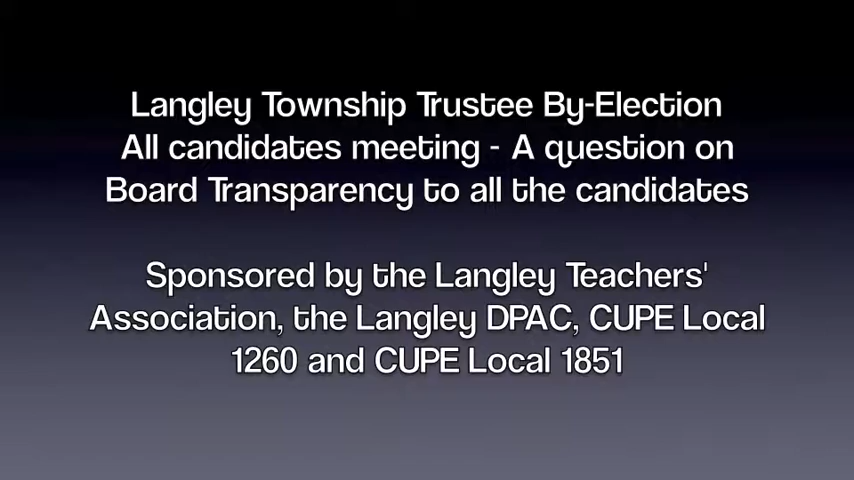 Langley Township Trustee By-Election
All candidates meeting - A question on
Board Transparency to all the candidates
Sponsored by the Langley Teachers'
Association, the Langley DPAC, CUPE Local
1260 and CUPE Local 1851